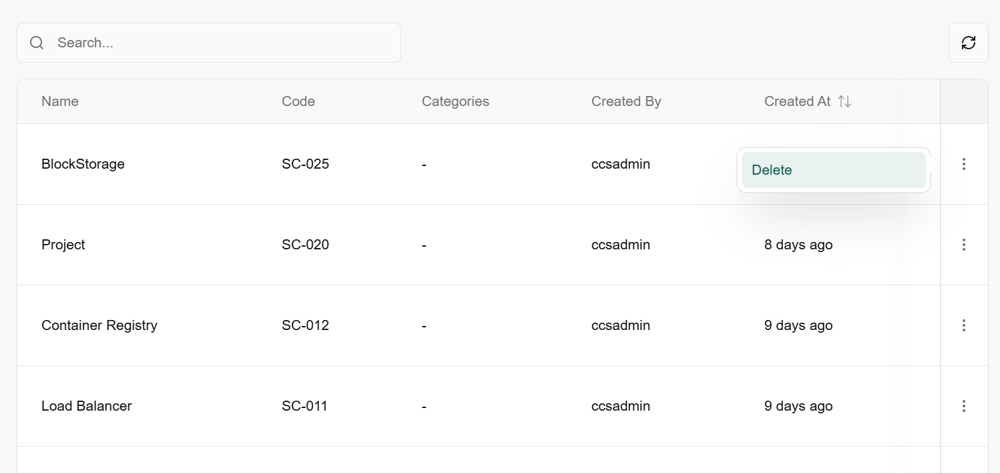 Search...
Name Code Categories Created By Created At
BlockStorage SC-025 - ccsadmin
Delete
Project SC-020 - ccsadmin 8 days ago
Container Registry SC-012 - ccsadmin 9 days ago
Load Balancer SC-011 - ccsadmin 9 days ago